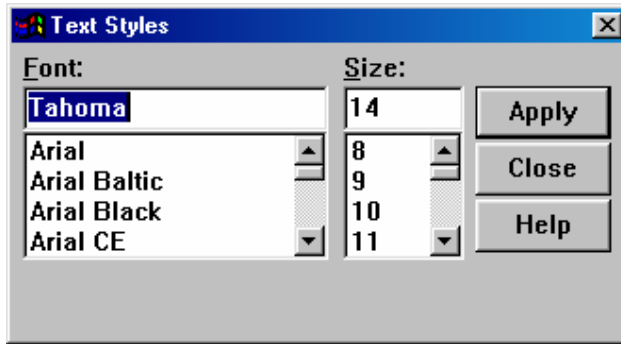 Text Styles
Font:
Size:
Tahoma
14
Apply
Arial
Arial Baltic
Arial Black
Arial CE
8
9
10
11
Close
Help